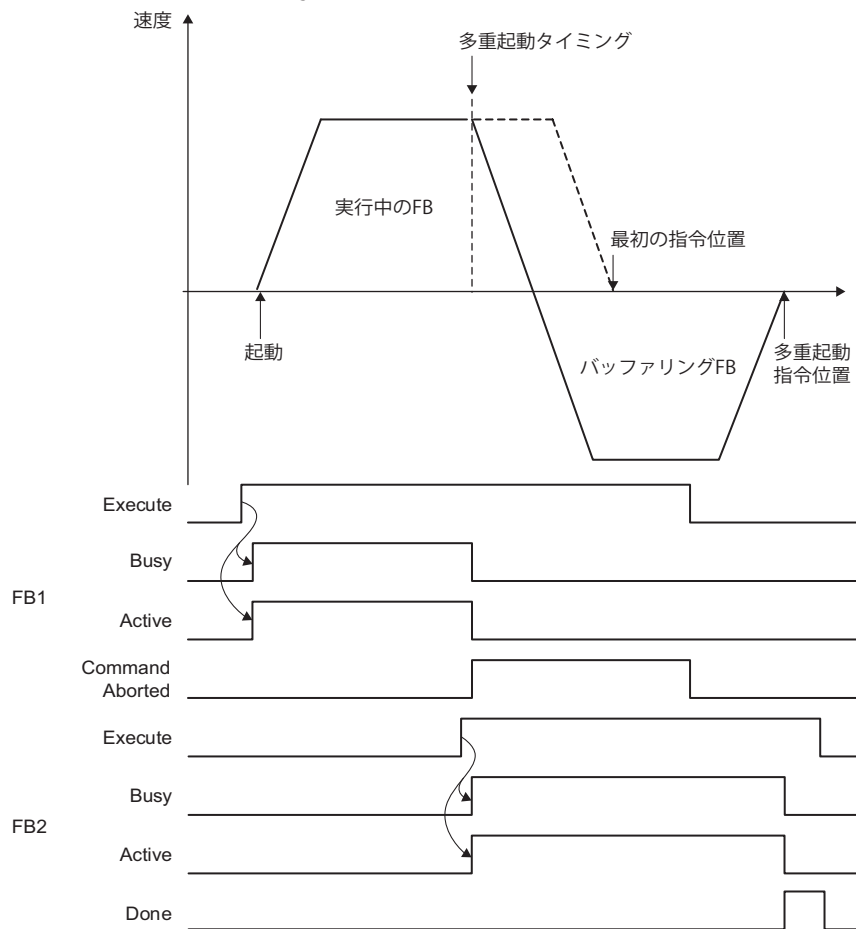 速度
多重起動タイミング
実行中のFB
最初の指令位置
起動
バッファリングFB
多重起動
指令位置
FB1
Execute
Busy
Active
Command
Aborted
FB2
Execute
Busy
Active
Done